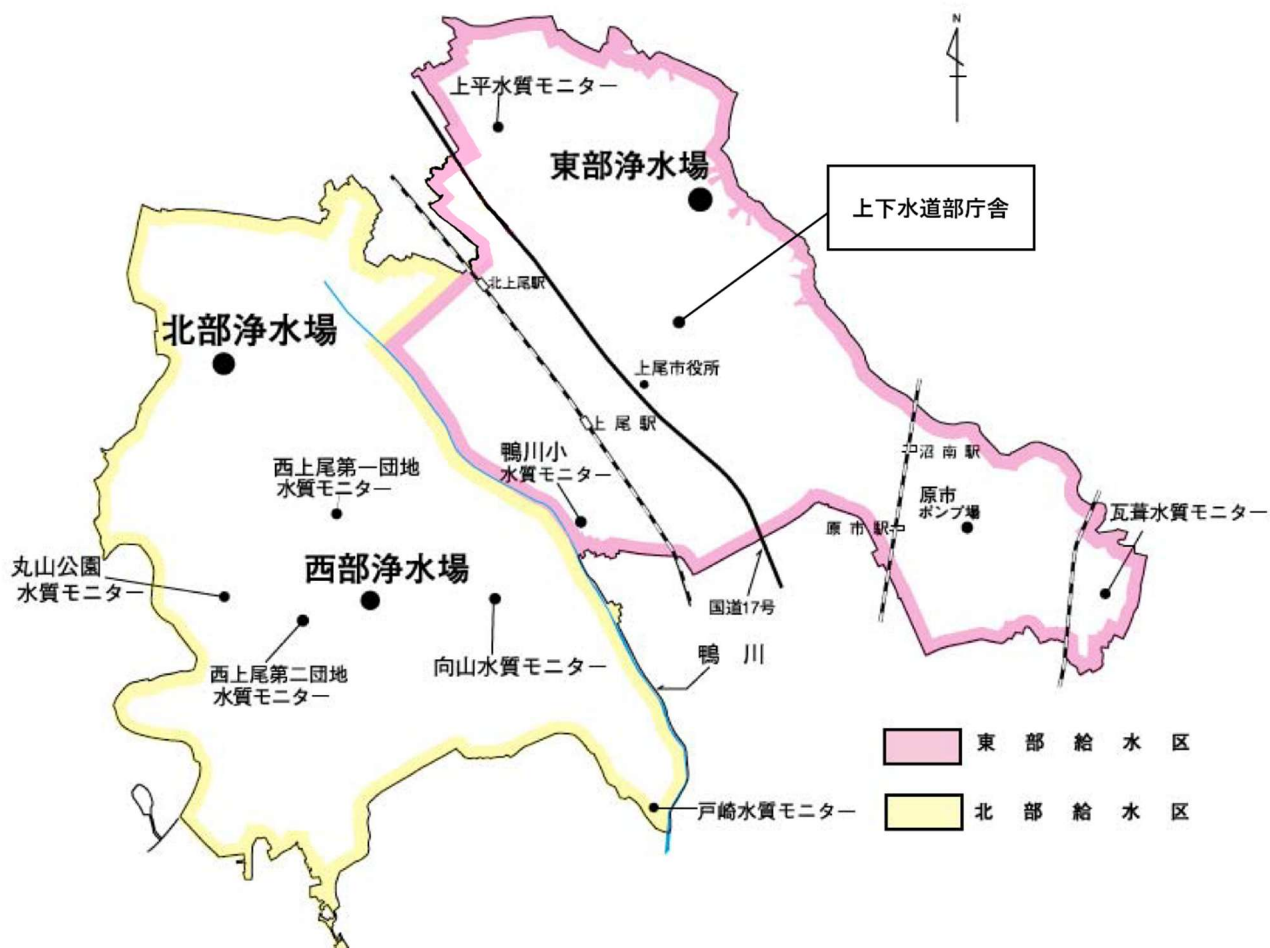 N
上平水質モニター
東部浄水場
上下水道部庁舎
北上尾駅
北部浄水場
上尾市役所
上尾駅
鴨川小
水質モニター
沼南駅
西上尾第一団地
水質モニター
原市
ポンプ場
瓦葺水質モニター
原市駅
丸山公園
水質モニター
西部浄水場
国道17号
鴨川
向山水質モニター
西上尾第二団地
水質モニター
東部給水区
戸崎水質モニター
北部給水区